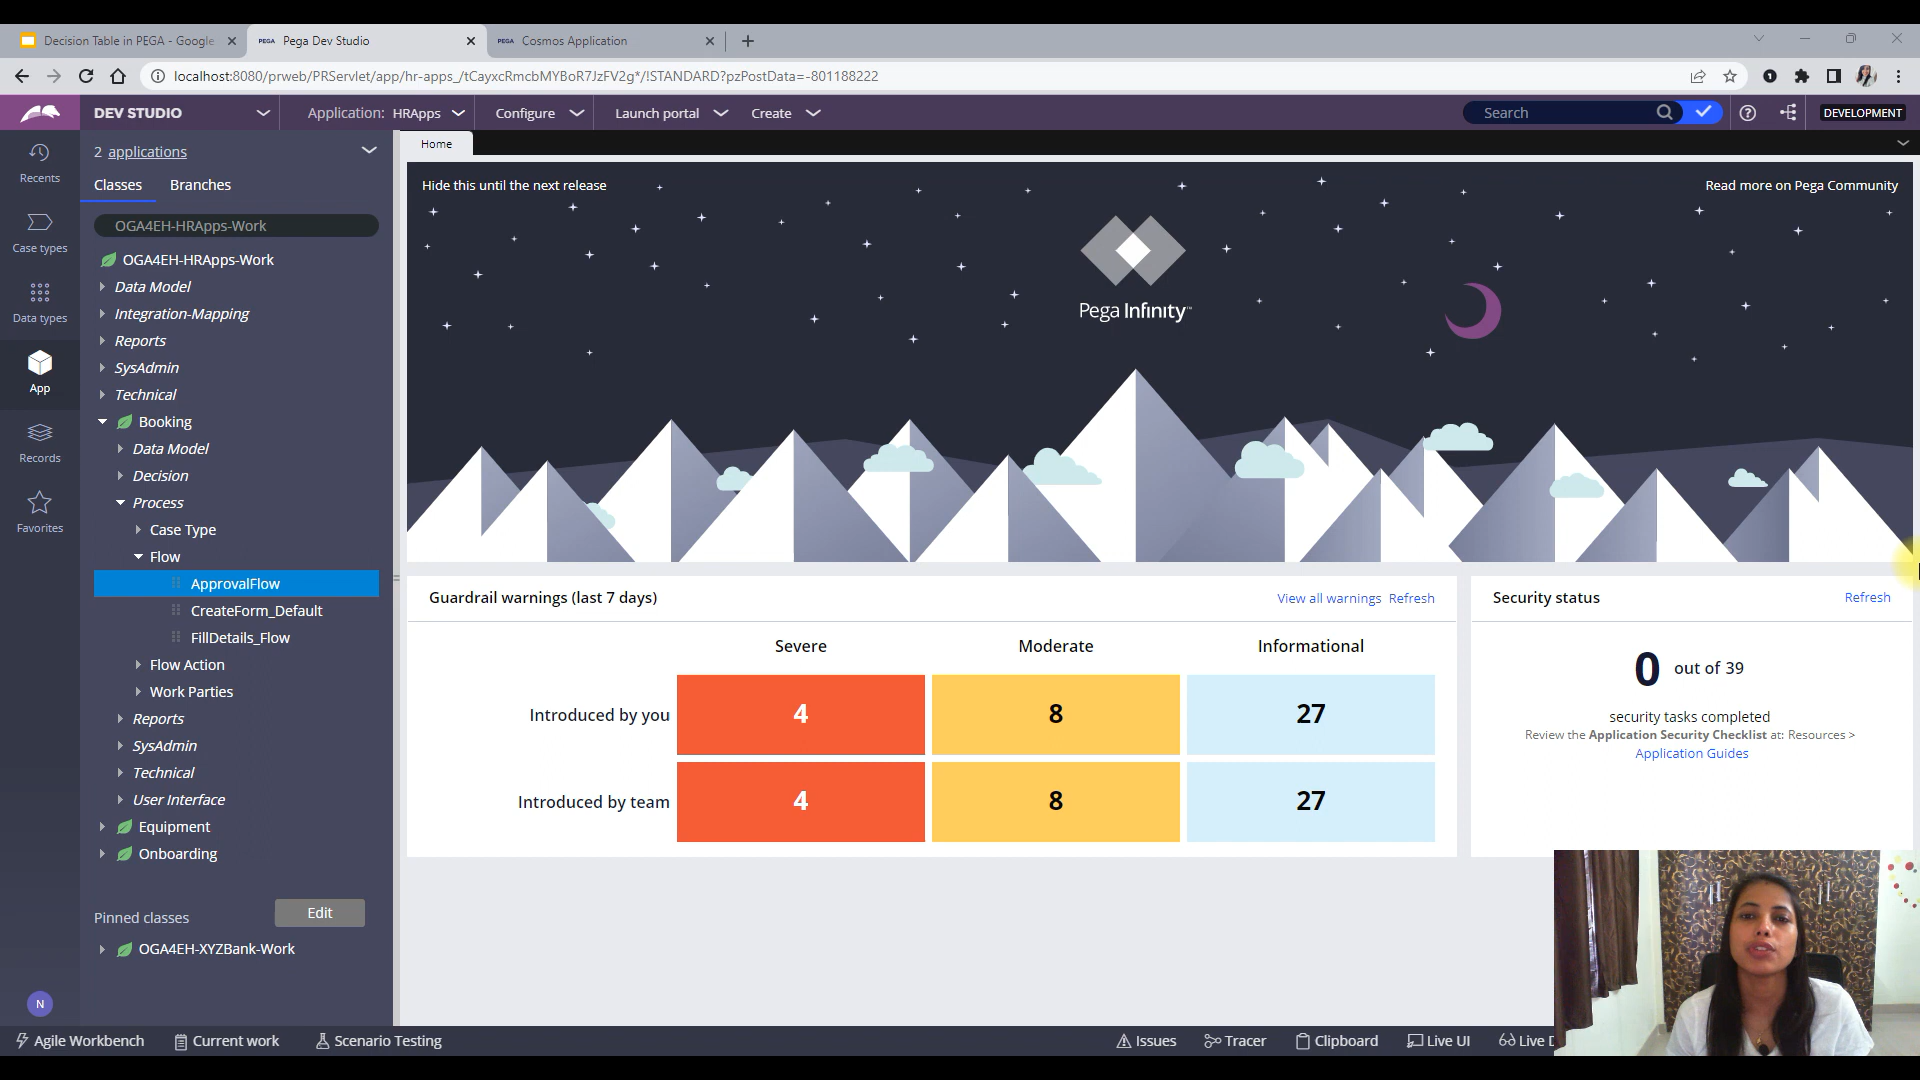 Decision Table in PEGA - Google
PEGA Pega Dev Studio
PEGA Cosmos Application
localhost:8080/prweb/PRServlet/app/hr-apps_/tCayxcRmcbMYBoR7JzFV2g*/!STANDARD?pzPostData=-801188222
DEV STUDIO
Application: HRApps
Configure
Launch portal
Create
Search
DEVELOPMENT
Recents
Case types
Data types
App
Records
Favorites
N
2 applications
Classes
Branches
OGA4EH-HRApps-Work
OGA4EH-HRApps-Work
Data Model
Integration-Mapping
Reports
SysAdmin
Technical
Booking
Data Model
Decision
Process
Case Type
Flow
ApprovalFlow
CreateForm_Default
FillDetails_Flow
Flow Action
Work Parties
Reports
SysAdmin
Technical
User Interface
Equipment
Onboarding
Pinned classes
Edit
OGA4EH-XYZBank-Work
Home
Hide this until the next release
Read more on Pega Community
Pega Infinity™
Guardrail warnings (last 7 days)
View all warnings Refresh
Severe Moderate Informational
Introduced by you 4 8 27
Introduced by team 4 8 27
Security status
Refresh
0 out of 39
security tasks completed
Review the Application Security Checklist at: Resources >
Application Guides
Agile Workbench
Current work
Scenario Testing
Issues
Tracer
Clipboard
Live UI
Live D